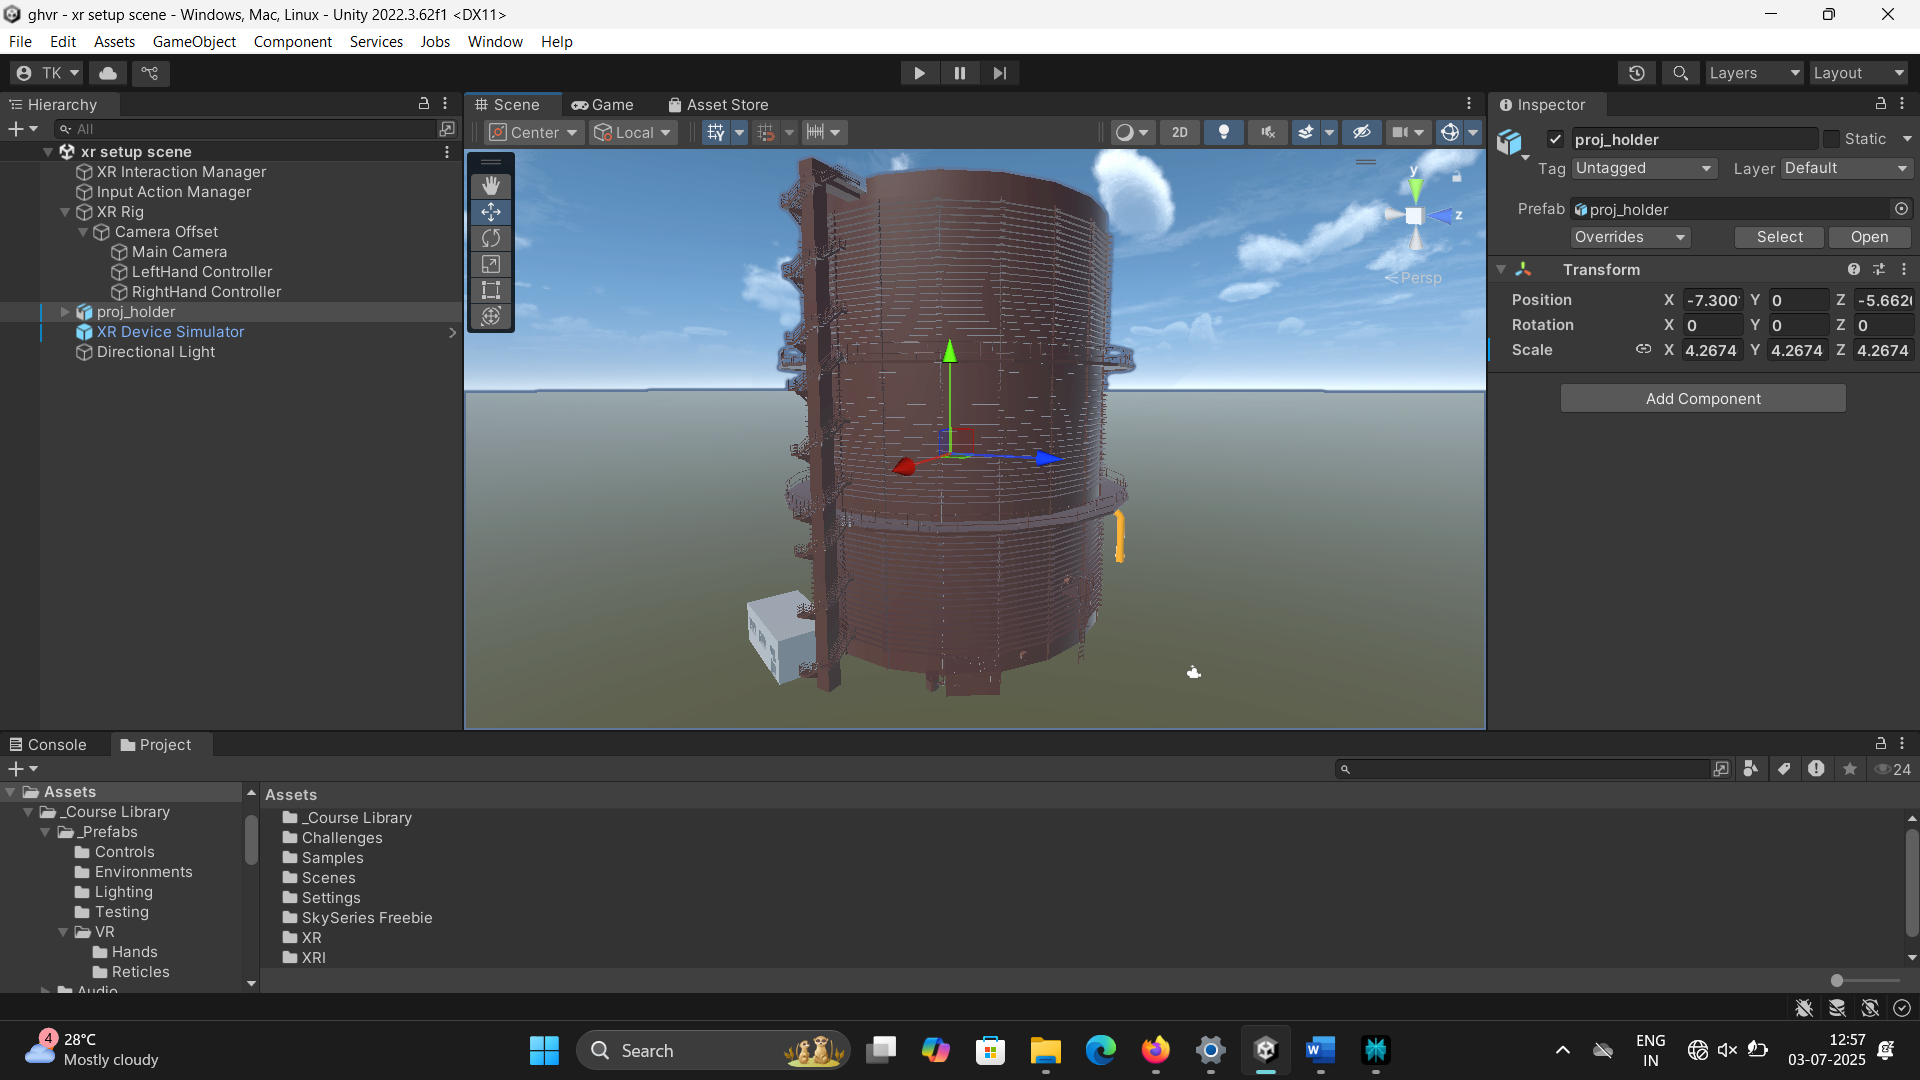 ghvr - xr setup scene - Windows, Mac, Linux - Unity 2022.3.62f1 <DX11>
File Edit Assets GameObject Component Services Jobs Window Help
TK Layers Layout
Hierarchy
All
xr setup scene
XR Interaction Manager
Input Action Manager
XR Rig
Camera Offset
Main Camera
LeftHand Controller
RightHand Controller
proj_holder
XR Device Simulator
Directional Light
Scene Game Asset Store
Center Local 2D
y
z
Persp
Inspector
proj_holder Static
Tag Untagged Layer Default
Prefab proj_holder
Overrides Select Open
Transform
Position X -7.300 Y 0 Z -5.662
Rotation X 0 Y 0 Z 0
Scale X 4.2674 Y 4.2674 Z 4.2674
Add Component
Console Project
24
Assets
_Course Library
_Prefabs
Controls
Environments
Lighting
Testing
VR
Hands
Reticles
Audio
Assets
_Course Library
Challenges
Samples
Scenes
Settings
SkySeries Freebie
XR
XRI
4
28°C
Mostly cloudy
Search
ENG
IN
12:57
03-07-2025